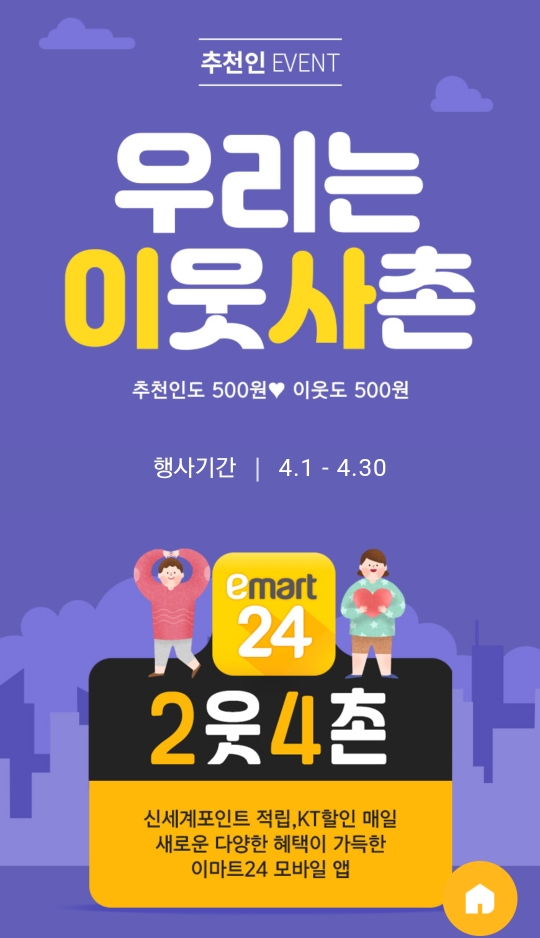 추천인 EVENT
우리는
이웃사촌
추천인도 500원♥ 이웃도 500원
행사기간 | 4.1 - 4.30
emart
24
2웃4촌
신세계포인트 적립,KT할인 매일
새로운 다양한 혜택이 가득한
이마트24 모바일 앱